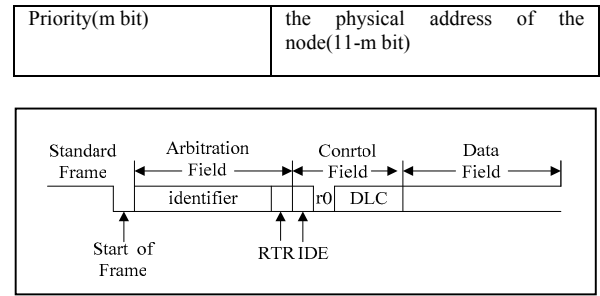 Priority(m bit)
the physical address of the
node(11-m bit)
Standard
Frame
Arbitration
Field
Conrtol
Field
Data
Field
identifier
r0
DLC
Start of
Frame
RTR
IDE